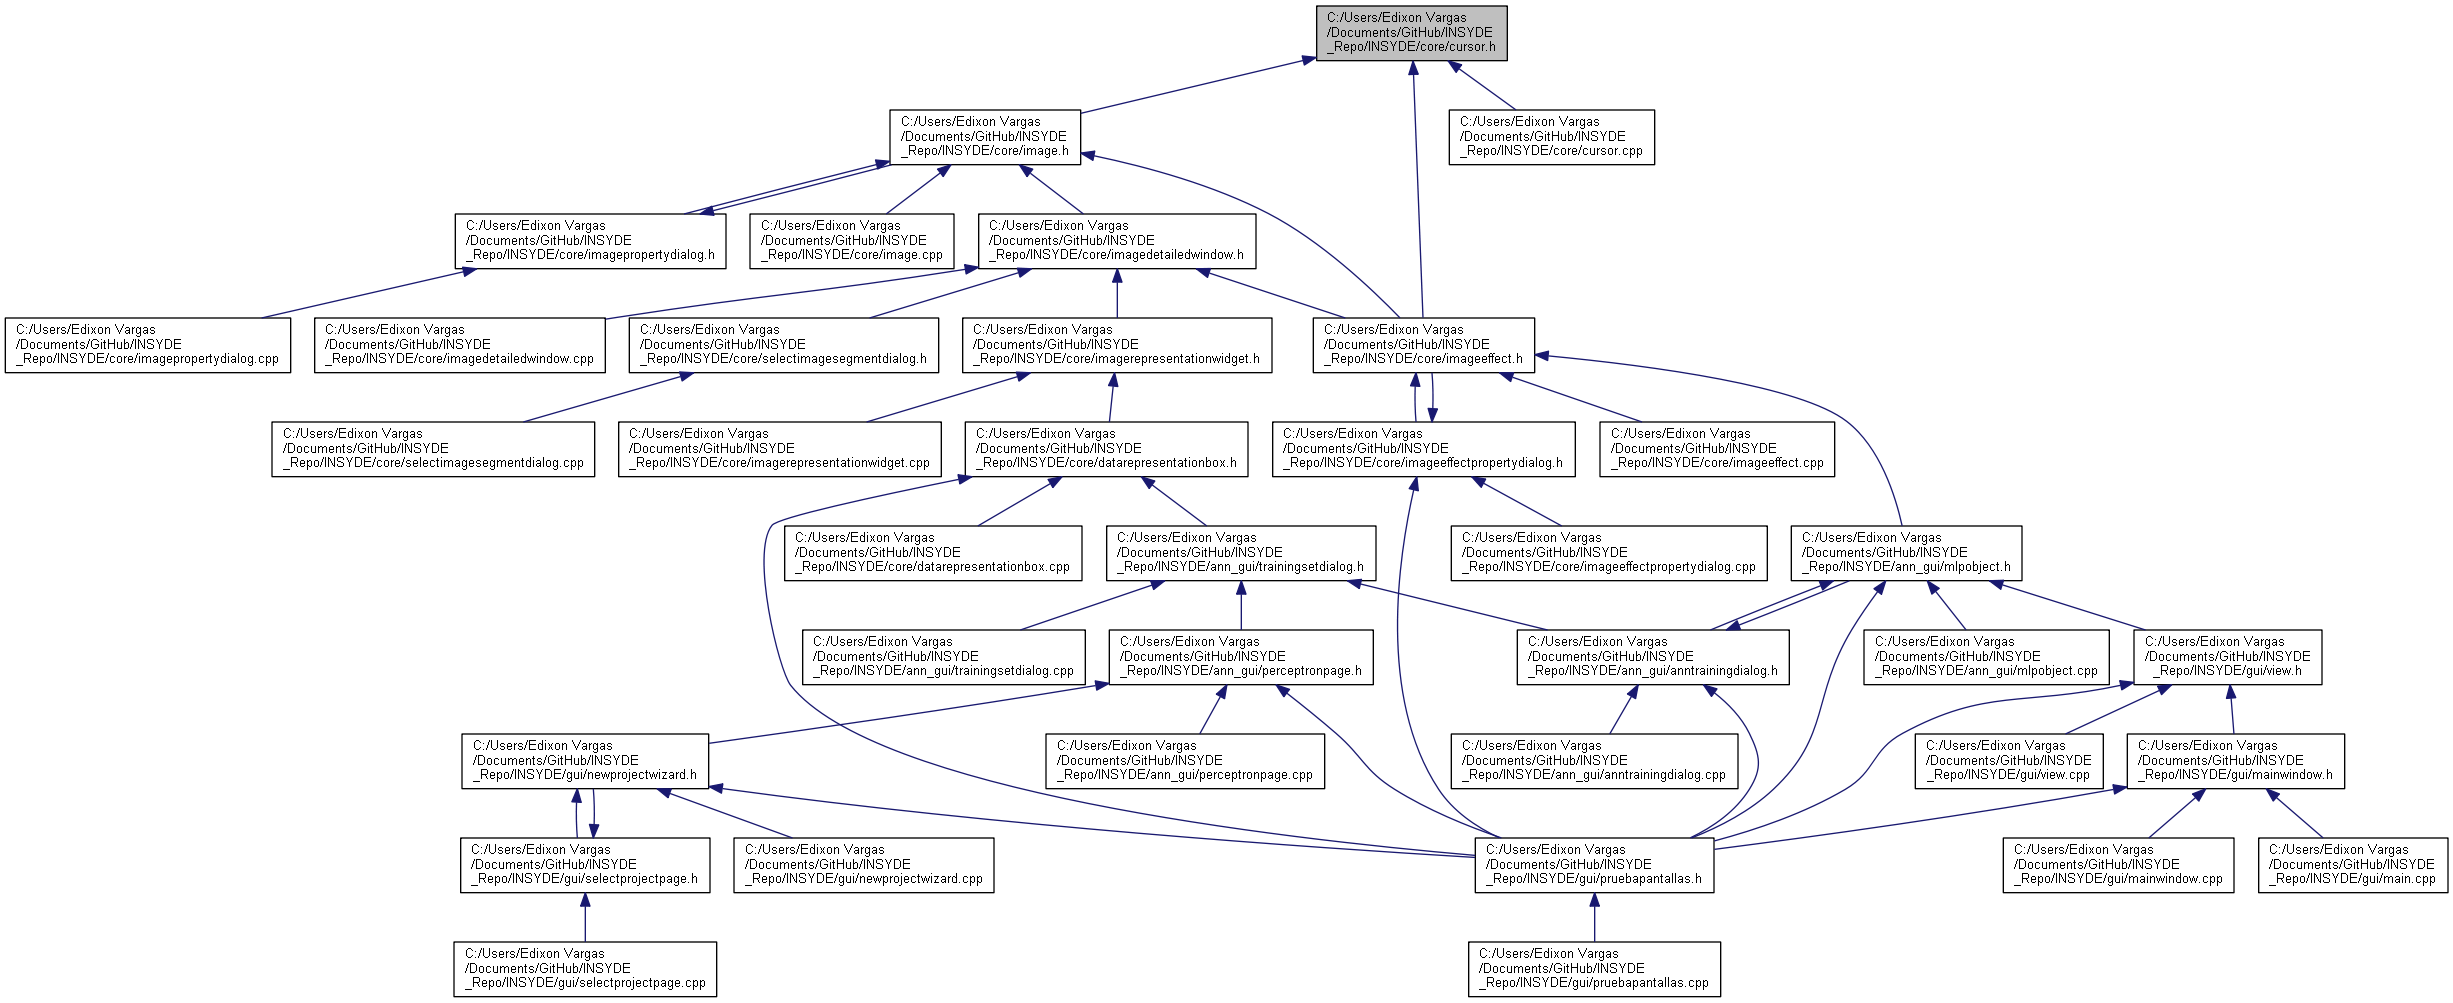 C:/Users/Edixon Vargas
/Documents/GitHub/INSYDE
_Repo/INSYDE/core/cursor.h
C:/Users/Edixon Vargas
/Documents/GitHub/INSYDE
_Repo/INSYDE/core/image.h
C:/Users/Edixon Vargas
/Documents/GitHub/INSYDE
_Repo/INSYDE/core/cursor.cpp
C:/Users/Edixon Vargas
/Documents/GitHub/INSYDE
_Repo/INSYDE/core/imagepropertydialog.h
C:/Users/Edixon Vargas
/Documents/GitHub/INSYDE
_Repo/INSYDE/core/image.cpp
C:/Users/Edixon Vargas
/Documents/GitHub/INSYDE
_Repo/INSYDE/core/imagedetailedwindow.h
C:/Users/Edixon Vargas
/Documents/GitHub/INSYDE
_Repo/INSYDE/core/imagepropertydialog.cpp
C:/Users/Edixon Vargas
/Documents/GitHub/INSYDE
_Repo/INSYDE/core/imagedetailedwindow.cpp
C:/Users/Edixon Vargas
/Documents/GitHub/INSYDE
_Repo/INSYDE/core/selectimagesegmentdialog.h
C:/Users/Edixon Vargas
/Documents/GitHub/INSYDE
_Repo/INSYDE/core/imagerepresentationwidget.h
C:/Users/Edixon Vargas
/Documents/GitHub/INSYDE
_Repo/INSYDE/core/imageeffect.h
C:/Users/Edixon Vargas
/Documents/GitHub/INSYDE
_Repo/INSYDE/core/selectimagesegmentdialog.cpp
C:/Users/Edixon Vargas
/Documents/GitHub/INSYDE
_Repo/INSYDE/core/imagerepresentationwidget.cpp
C:/Users/Edixon Vargas
/Documents/GitHub/INSYDE
_Repo/INSYDE/core/datarepresentationbox.h
C:/Users/Edixon Vargas
/Documents/GitHub/INSYDE
_Repo/INSYDE/core/imageeffectpropertydialog.h
C:/Users/Edixon Vargas
/Documents/GitHub/INSYDE
_Repo/INSYDE/core/imageeffect.cpp
C:/Users/Edixon Vargas
/Documents/GitHub/INSYDE
_Repo/INSYDE/core/datarepresentationbox.cpp
C:/Users/Edixon Vargas
/Documents/GitHub/INSYDE
_Repo/INSYDE/ann_gui/trainingsetdialog.h
C:/Users/Edixon Vargas
/Documents/GitHub/INSYDE
_Repo/INSYDE/core/imageeffectpropertydialog.cpp
C:/Users/Edixon Vargas
/Documents/GitHub/INSYDE
_Repo/INSYDE/ann_gui/mlpobject.h
C:/Users/Edixon Vargas
/Documents/GitHub/INSYDE
_Repo/INSYDE/ann_gui/trainingsetdialog.cpp
C:/Users/Edixon Vargas
/Documents/GitHub/INSYDE
_Repo/INSYDE/ann_gui/perceptronpage.h
C:/Users/Edixon Vargas
/Documents/GitHub/INSYDE
_Repo/INSYDE/ann_gui/anntrainingdialog.h
C:/Users/Edixon Vargas
/Documents/GitHub/INSYDE
_Repo/INSYDE/ann_gui/mlpobject.cpp
C:/Users/Edixon Vargas
/Documents/GitHub/INSYDE
_Repo/INSYDE/gui/view.h
C:/Users/Edixon Vargas
/Documents/GitHub/INSYDE
_Repo/INSYDE/gui/newprojectwizard.h
C:/Users/Edixon Vargas
/Documents/GitHub/INSYDE
_Repo/INSYDE/ann_gui/perceptronpage.cpp
C:/Users/Edixon Vargas
/Documents/GitHub/INSYDE
_Repo/INSYDE/ann_gui/anntrainingdialog.cpp
C:/Users/Edixon Vargas
/Documents/GitHub/INSYDE
_Repo/INSYDE/gui/view.cpp
C:/Users/Edixon Vargas
/Documents/GitHub/INSYDE
_Repo/INSYDE/gui/mainwindow.h
C:/Users/Edixon Vargas
/Documents/GitHub/INSYDE
_Repo/INSYDE/gui/selectprojectpage.h
C:/Users/Edixon Vargas
/Documents/GitHub/INSYDE
_Repo/INSYDE/gui/newprojectwizard.cpp
C:/Users/Edixon Vargas
/Documents/GitHub/INSYDE
_Repo/INSYDE/gui/pruebapantallas.h
C:/Users/Edixon Vargas
/Documents/GitHub/INSYDE
_Repo/INSYDE/gui/mainwindow.cpp
C:/Users/Edixon Vargas
/Documents/GitHub/INSYDE
_Repo/INSYDE/gui/main.cpp
C:/Users/Edixon Vargas
/Documents/GitHub/INSYDE
_Repo/INSYDE/gui/selectprojectpage.cpp
C:/Users/Edixon Vargas
/Documents/GitHub/INSYDE
_Repo/INSYDE/gui/pruebapantallas.cpp